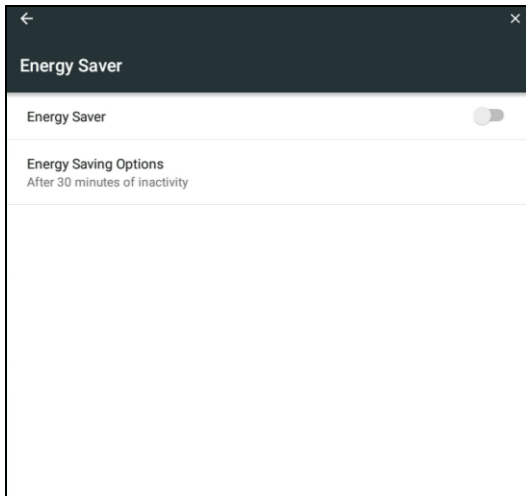 Energy Saver
Energy Saver
Energy Saving Options
After 30 minutes of inactivity